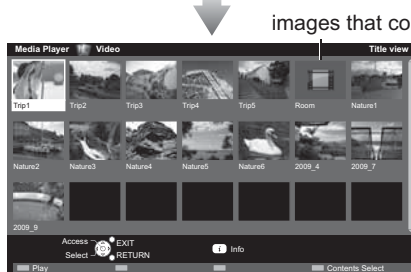 images that co
Media Player Video Title view
Trip1 Trip2 Trip3 Trip4 Trip5 Room Nature1
Nature2 Nature3 Nature4 Nature5 Nature6 2009_4 2009_7
2009_9
Access EXIT
Select RETURN
i Info
Play Contents Select